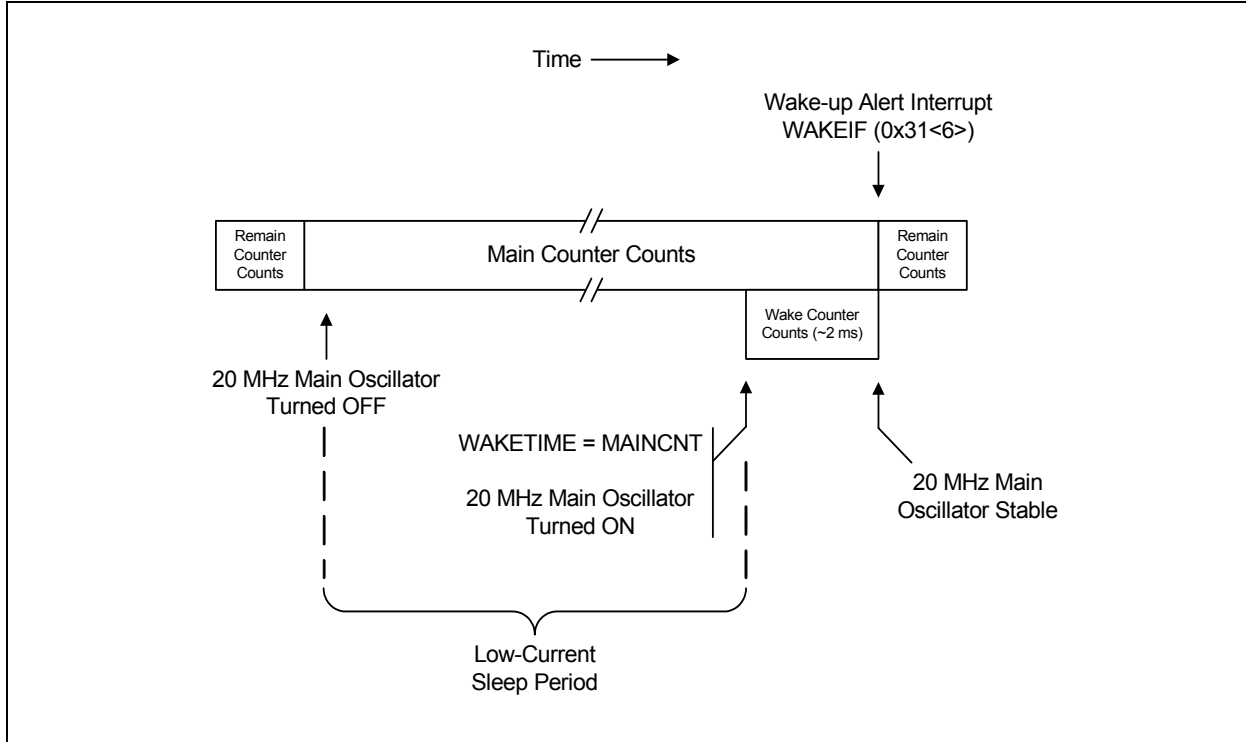 Time
Wake-up Alert Interrupt
WAKEIF (0x31<6>)
Remain
Counter
Counts
Main Counter Counts
Remain
Counter
Counts
Wake Counter
Counts (~2 ms)
20 MHz Main Oscillator
Turned OFF
WAKETIME = MAINCNT
20 MHz Main Oscillator
Turned ON
20 MHz Main
Oscillator Stable
Low-Current
Sleep Period